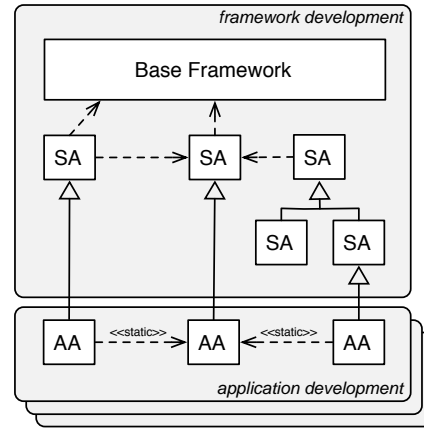 framework development
Base Framework
SA SA SA
SA SA
<<static>> <<static>>
AA AA AA
application development